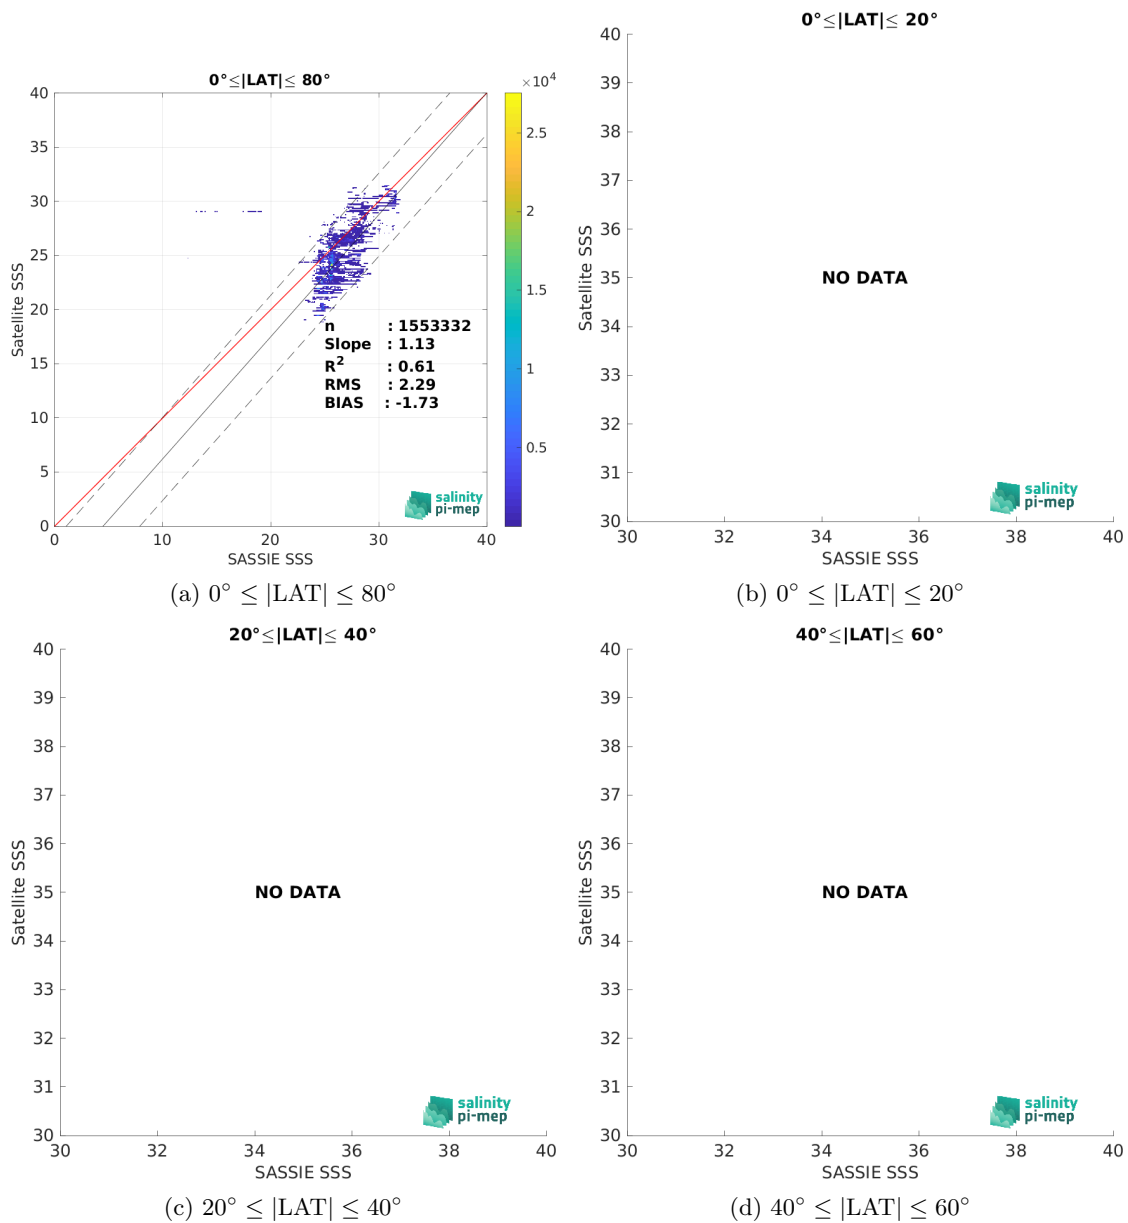 0°≤|LAT|≤ 80°
×10⁴
40
35
30
25
20
15
10
5
0
0
10
20
30
40
2.5
2
1.5
1
0.5
Satellite SSS
SASSIE SSS
n : 1553332
Slope : 1.13
R² : 0.61
RMS : 2.29
BIAS : -1.73
salinity
pi-mep
(a) 0° ≤ |LAT| ≤ 80°
0°≤|LAT|≤ 20°
40
39
38
37
36
35
34
33
32
31
30
30
32
34
36
38
40
Satellite SSS
SASSIE SSS
NO DATA
salinity
pi-mep
(b) 0° ≤ |LAT| ≤ 20°
20°≤|LAT|≤ 40°
40
39
38
37
36
35
34
33
32
31
30
30
32
34
36
38
40
Satellite SSS
SASSIE SSS
NO DATA
salinity
pi-mep
(c) 20° ≤ |LAT| ≤ 40°
40°≤|LAT|≤ 60°
40
39
38
37
36
35
34
33
32
31
30
30
32
34
36
38
40
Satellite SSS
SASSIE SSS
NO DATA
salinity
pi-mep
(d) 40° ≤ |LAT| ≤ 60°